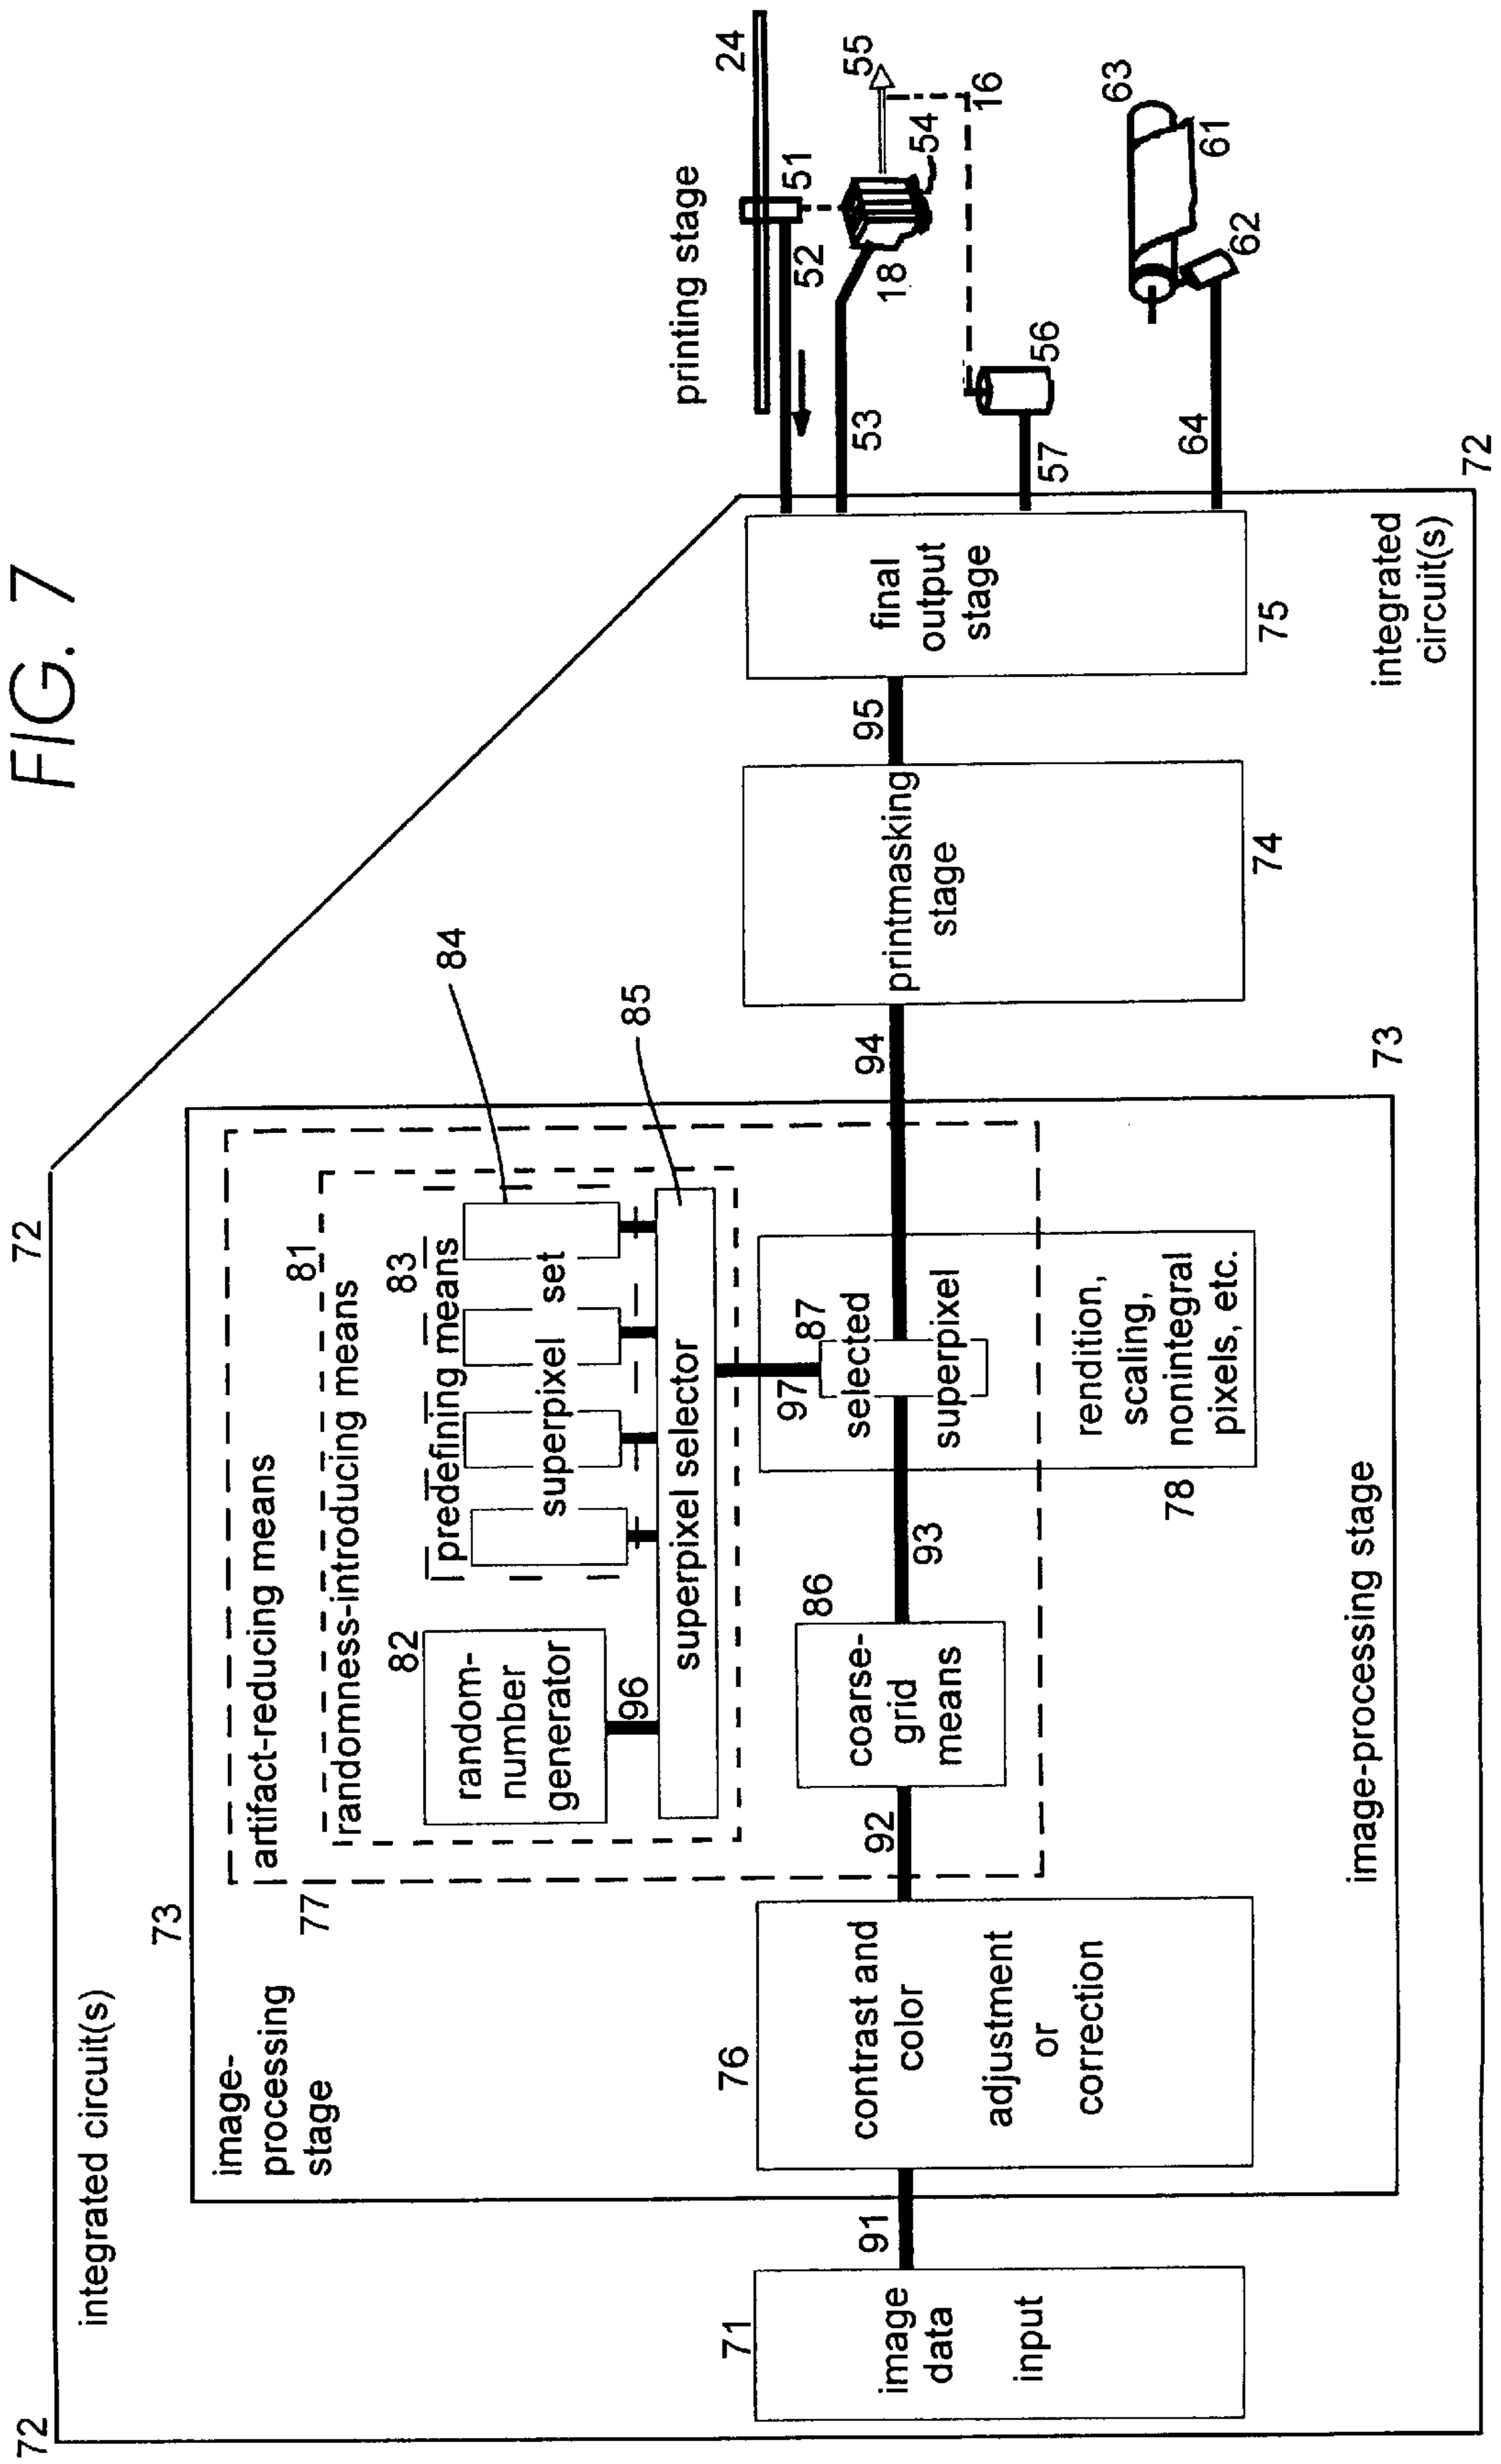 FIG. 7
72
72
integrated circuit(s)
73
image-
processing
stage
77
artifact-reducing means
81
randomness-introducing means
82
random-
number
generator
83
predefining means
superpixel set
84
85
96
superpixel selector
97
87
selected
superpixel
86
coarse-
grid
means
92
93
94
71
image
data
input
91
76
contrast and
color
adjustment
or
correction
78
rendition,
scaling,
nonintegral
pixels, etc.
image-processing stage
73
printmasking
stage
74
95
final
output
stage
75
integrated
circuit(s)
72
printing stage
24
51
52
53
18
54
55
16
56
57
61
62
63
64